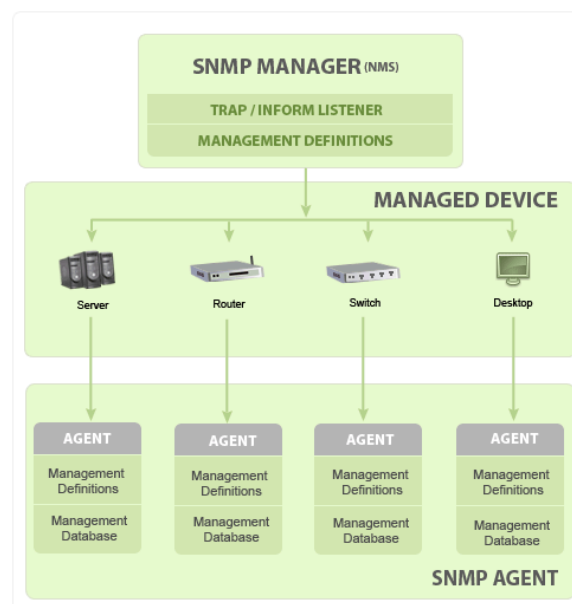 SNMP MANAGER (NMS)
TRAP / INFORM LISTENER
MANAGEMENT DEFINITIONS
MANAGED DEVICE
Server
Router
Switch
Desktop
AGENT
Management
Definitions
Management
Database
AGENT
Management
Definitions
Management
Database
AGENT
Management
Definitions
Management
Database
AGENT
Management
Definitions
Management
Database
SNMP AGENT